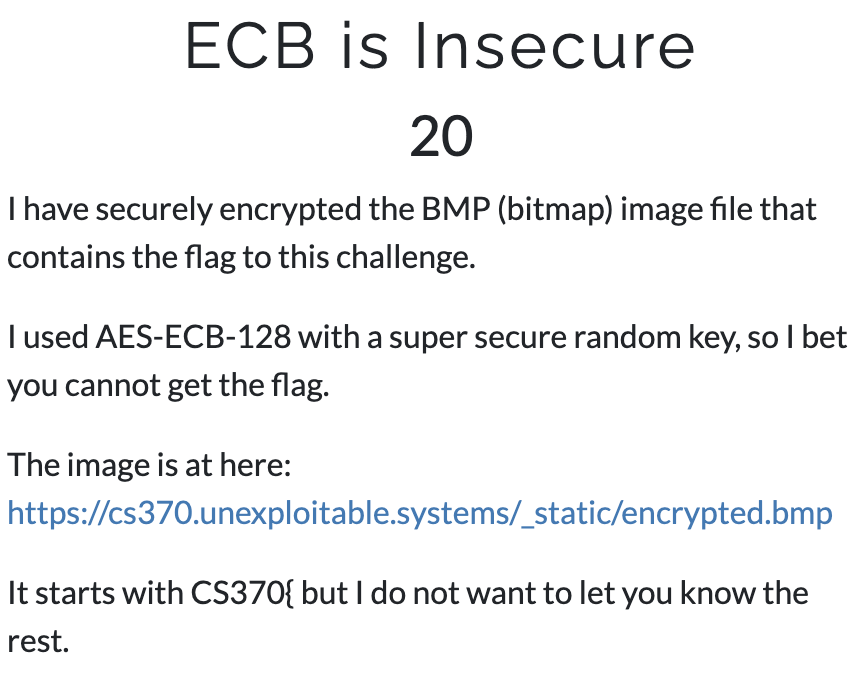 ECB is Insecure
20
I have securely encrypted the BMP (bitmap) image file that
contains the flag to this challenge.
I used AES-ECB-128 with a super secure random key, so I bet
you cannot get the flag.
The image is at here:
https://cs370.unexploitable.systems/_static/encrypted.bmp
It starts with CS370{ but I do not want to let you know the
rest.